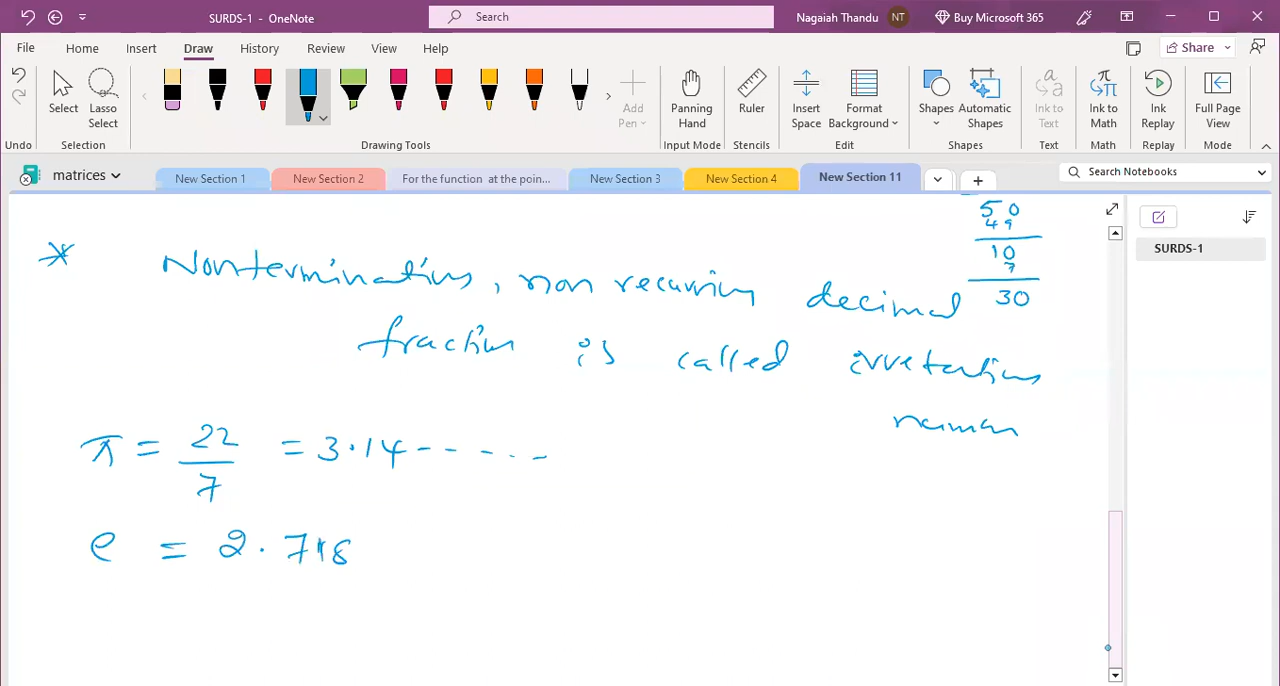 SURDS-1 - OneNote
Search
Nagaiah Thandu NT
Buy Microsoft 365
File Home Insert Draw History Review View Help
Share
Select
Lasso Select
Add Pen
Panning Hand
Ruler
Insert Space
Format Background
Shapes
Automatic Shapes
Ink to Text
Ink to Math
Ink Replay
Full Page View
Undo Selection Drawing Tools Input Mode Stencils Edit Shapes Text Math Replay Mode
matrices
New Section 1 New Section 2 For the function at the poin... New Section 3 New Section 4 New Section 11 +
Search Notebooks
SURDS-1
50
49
10
7
30
* Nonterminating, non recurring decimal
fraction is called
π = 22/7 = 3.14 - - - - - -
e = 2.718